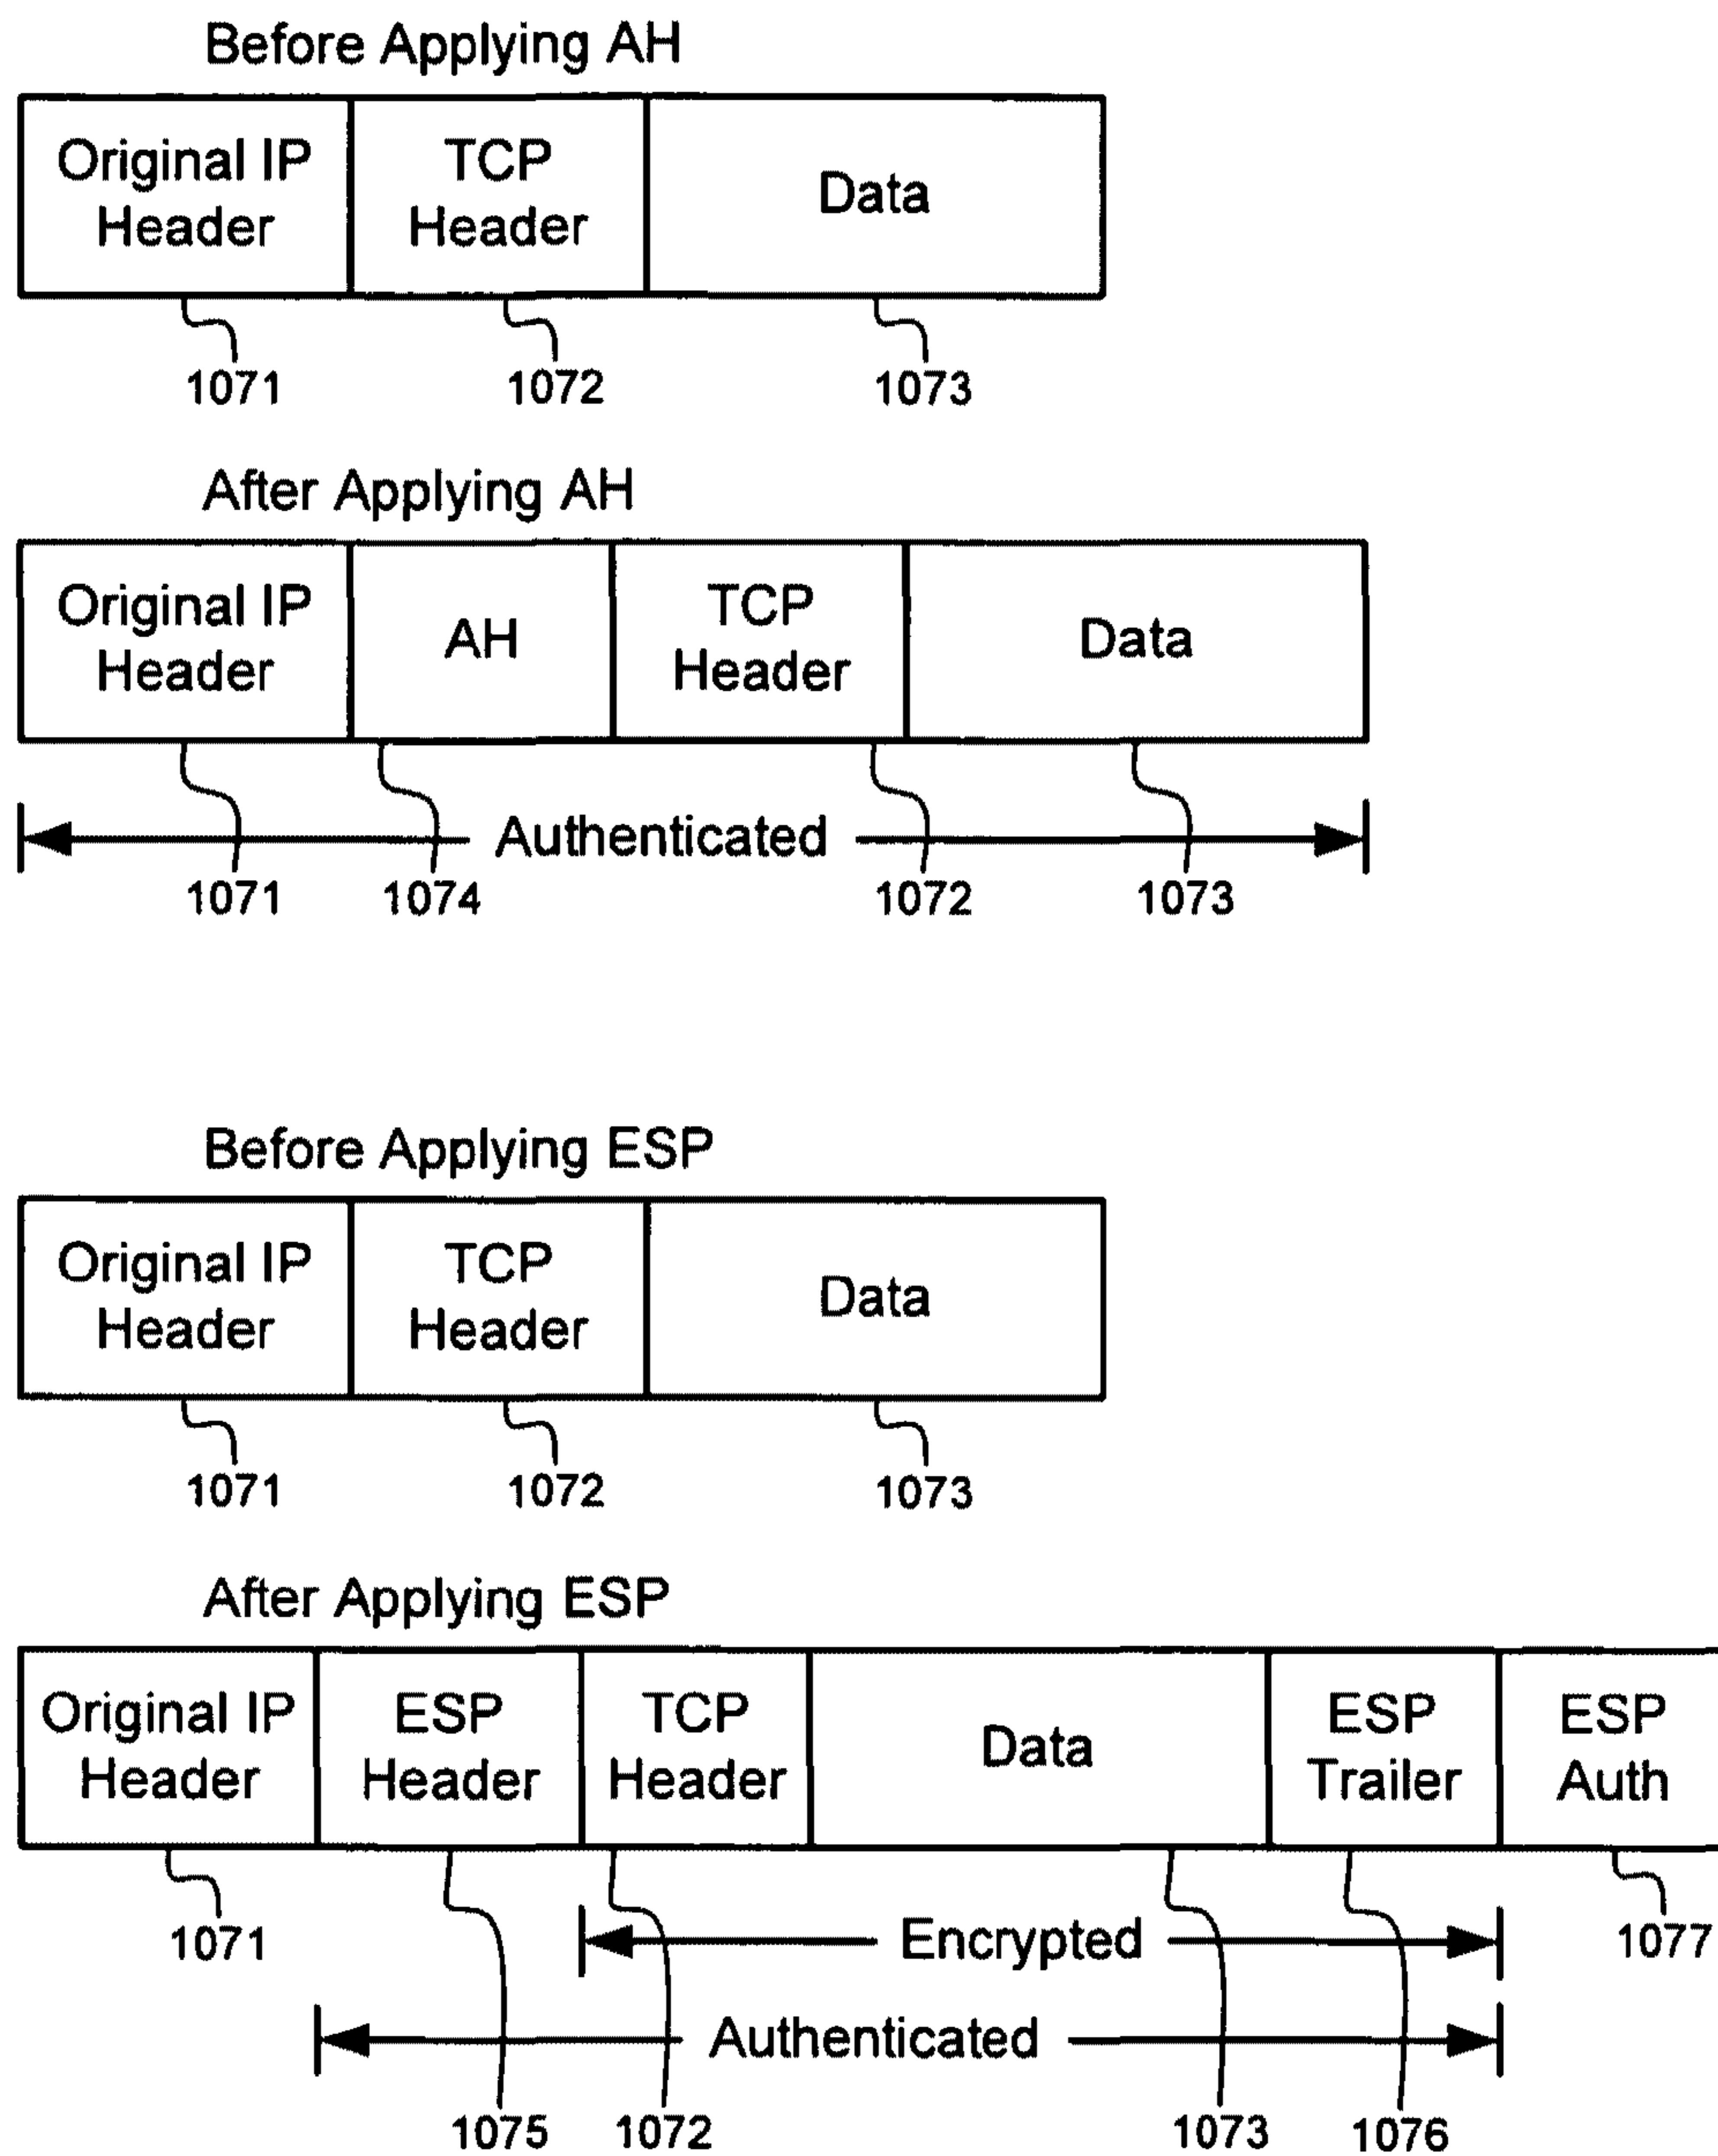 Before Applying AH
Original IP
Header
TCP
Header
Data
1071
1072
1073
After Applying AH
Original IP
Header
AH
TCP
Header
Data
Authenticated
1071
1074
1072
1073
Before Applying ESP
Original IP
Header
TCP
Header
Data
1071
1072
1073
After Applying ESP
Original IP
Header
ESP
Header
TCP
Header
Data
ESP
Trailer
ESP
Auth
1071
Encrypted
1077
Authenticated
1075
1072
1073
1076